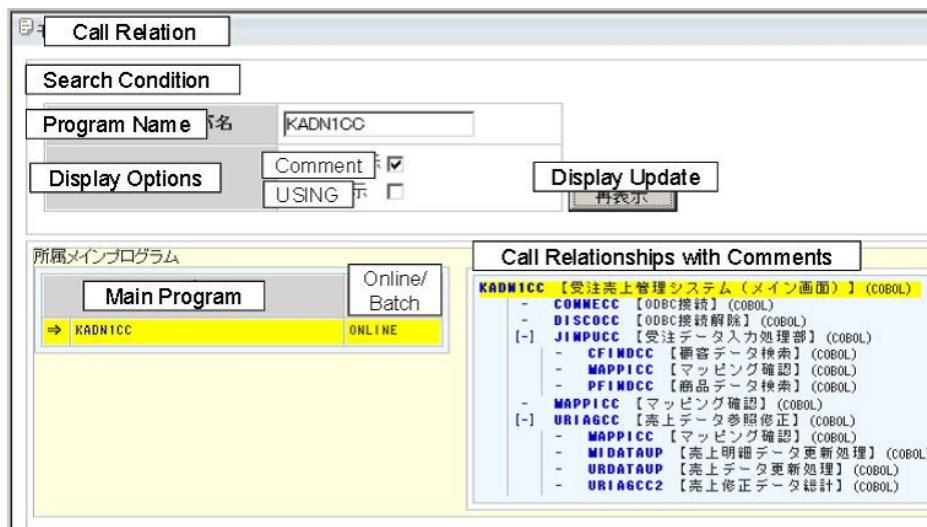 Call Relation
Search Condition
Program Name 名 KADN1CC
Display Options
Comment 示
USING 示
Display Update
再表示
所属メインプログラム
Main Program
Online/
Batch
⇒ KADN1CC ONLINE
Call Relationships with Comments
KADN1CC 【受注売上管理システム（メイン画面）】(COBOL)
- CONNECC 【ODBC接続】(COBOL)
- DISCOCC 【ODBC接続解除】(COBOL)
[-] JINPUCC 【受注データ入力処理部】(COBOL)
- CFINDCC 【顧客データ検索】(COBOL)
- MAPPICC 【マッピング確認】(COBOL)
- PFINDCC 【商品データ検索】(COBOL)
- MAPPICC 【マッピング確認】(COBOL)
[-] URIAGCC 【売上データ参照修正】(COBOL)
- MAPPICC 【マッピング確認】(COBOL)
- MIDATAUP 【売上明細データ更新処理】(COBOL
- URDATAUP 【売上データ更新処理】(COBOL)
- URIAGCC2 【売上修正データ総計】(COBOL)